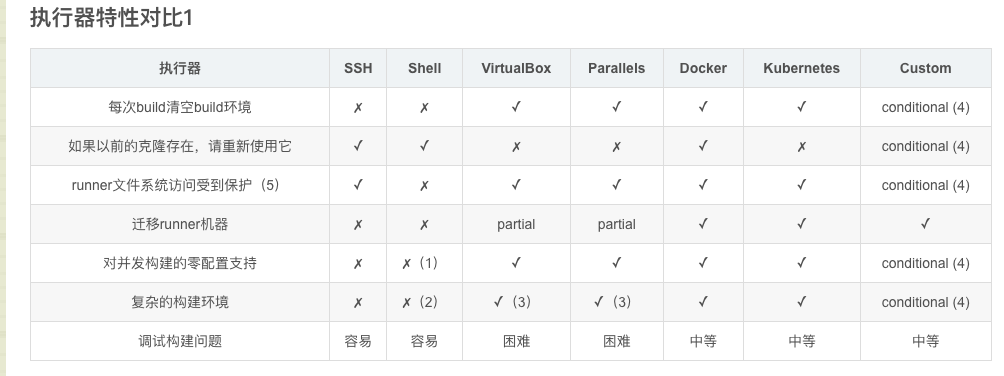 执行器特性对比1
执行器 SSH Shell VirtualBox Parallels Docker Kubernetes Custom
每次build清空build环境 ✗ ✗ ✓ ✓ ✓ ✓ conditional (4)
如果以前的克隆存在，请重新使用它 ✓ ✓ ✗ ✗ ✓ ✗ conditional (4)
runner文件系统访问受到保护（5） ✓ ✗ ✓ ✓ ✓ ✓ conditional (4)
迁移runner机器 ✗ ✗ partial partial ✓ ✓ ✓
对并发构建的零配置支持 ✗ ✗（1） ✓ ✓ ✓ ✓ conditional (4)
复杂的构建环境 ✗ ✗（2） ✓（3） ✓（3） ✓ ✓ conditional (4)
调试构建问题 容易 容易 困难 困难 中等 中等 中等